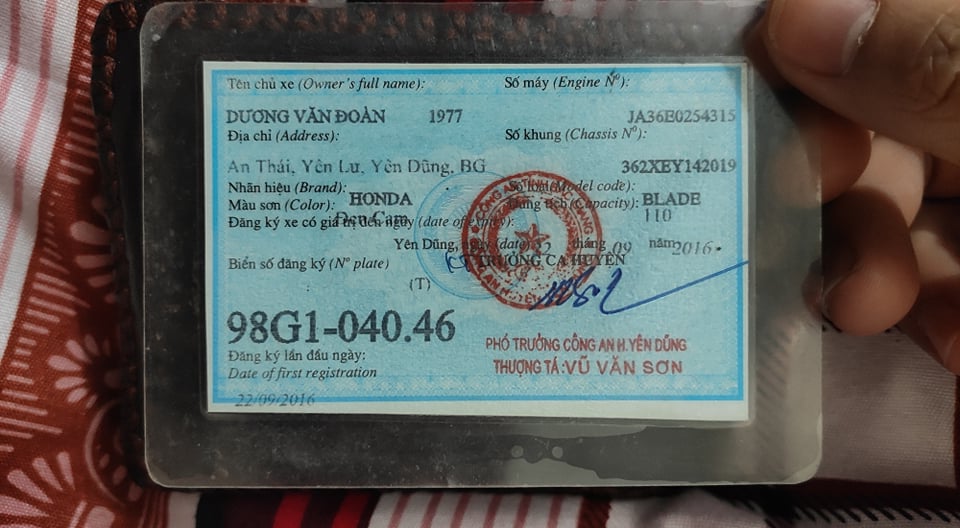 Tên chủ xe (Owner's full name): Số máy (Engine Nº):
DƯƠNG VĂN ĐOÀN 1977 JA36E0254315
Địa chỉ (Address): Số khung (Chassis Nº):
An Thái, Yên Lư, Yên Dũng, BG 362XEY142019
Nhãn hiệu (Brand): HONDA Số loại (Model code): BLADE
Màu sơn (Color): Đen Cam Dung tích (Capacity): 110
Đăng ký xe có giá trị đến ngày (date of expiry):
Yên Dũng, ngày (date) 22 tháng 09 năm 2016
KT TRƯỞNG CA HUYỆN
Biển số đăng ký (Nº plate)
(T)
98G1-040.46
PHÓ TRƯỞNG CÔNG AN H.YÊN DŨNG
THƯỢNG TÁ: VŨ VĂN SƠN
Đăng ký lần đầu ngày:
Date of first registration
22/09/2016